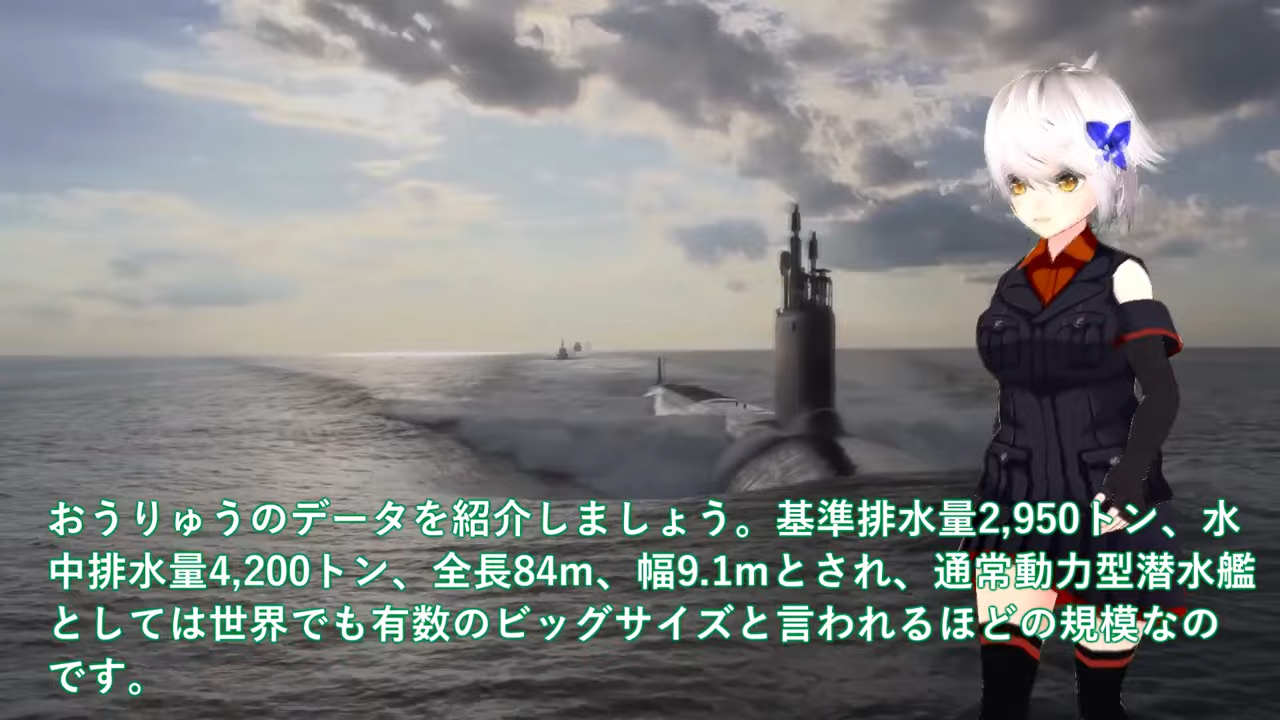 おうりゅうのデータを紹介しましょう。基準排水量2,950トン、水
中排水量4,200トン、全長84m、幅9.1mとされ、通常動力型潜水艦
としては世界でも有数のビッグサイズと言われるほどの規模なの
です。